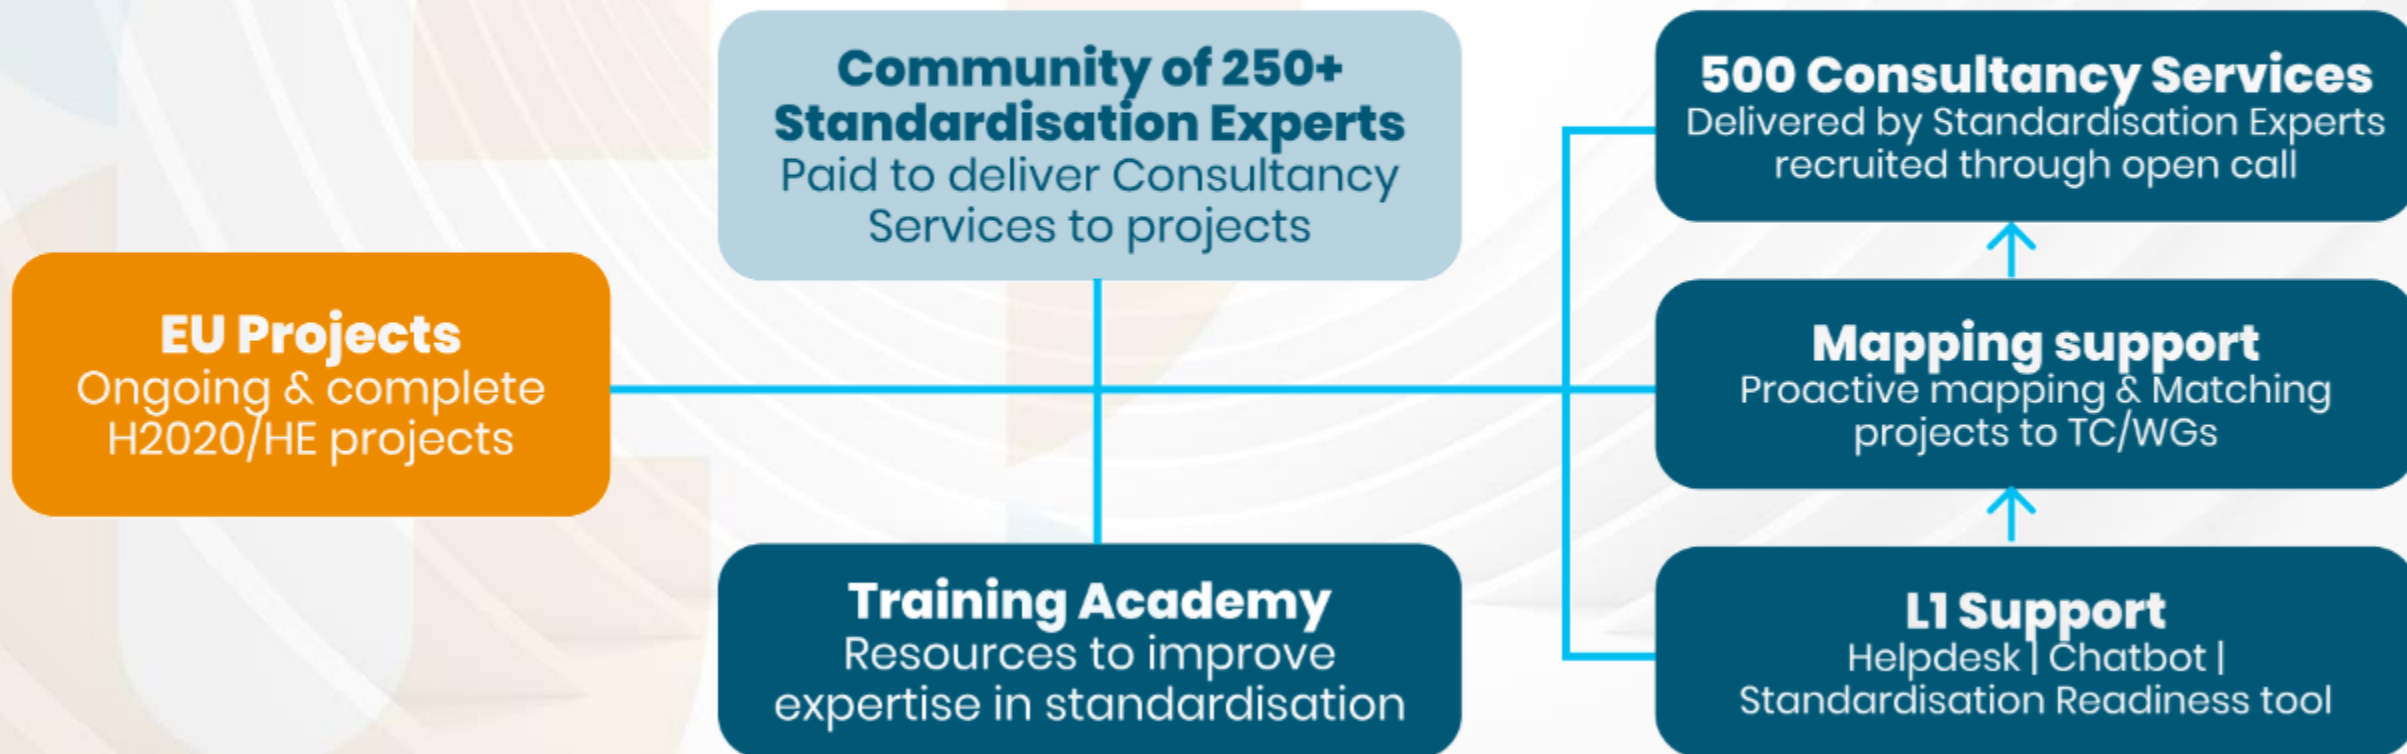 EU Projects
Ongoing & complete
H2020/HE projects
Community of 250+
Standardisation Experts
Paid to deliver Consultancy
Services to projects
Training Academy
Resources to improve
expertise in standardisation
500 Consultancy Services
Delivered by Standardisation Experts
recruited through open call
Mapping support
Proactive mapping & Matching
projects to TC/WGs
L1 Support
Helpdesk | Chatbot |
Standardisation Readiness tool